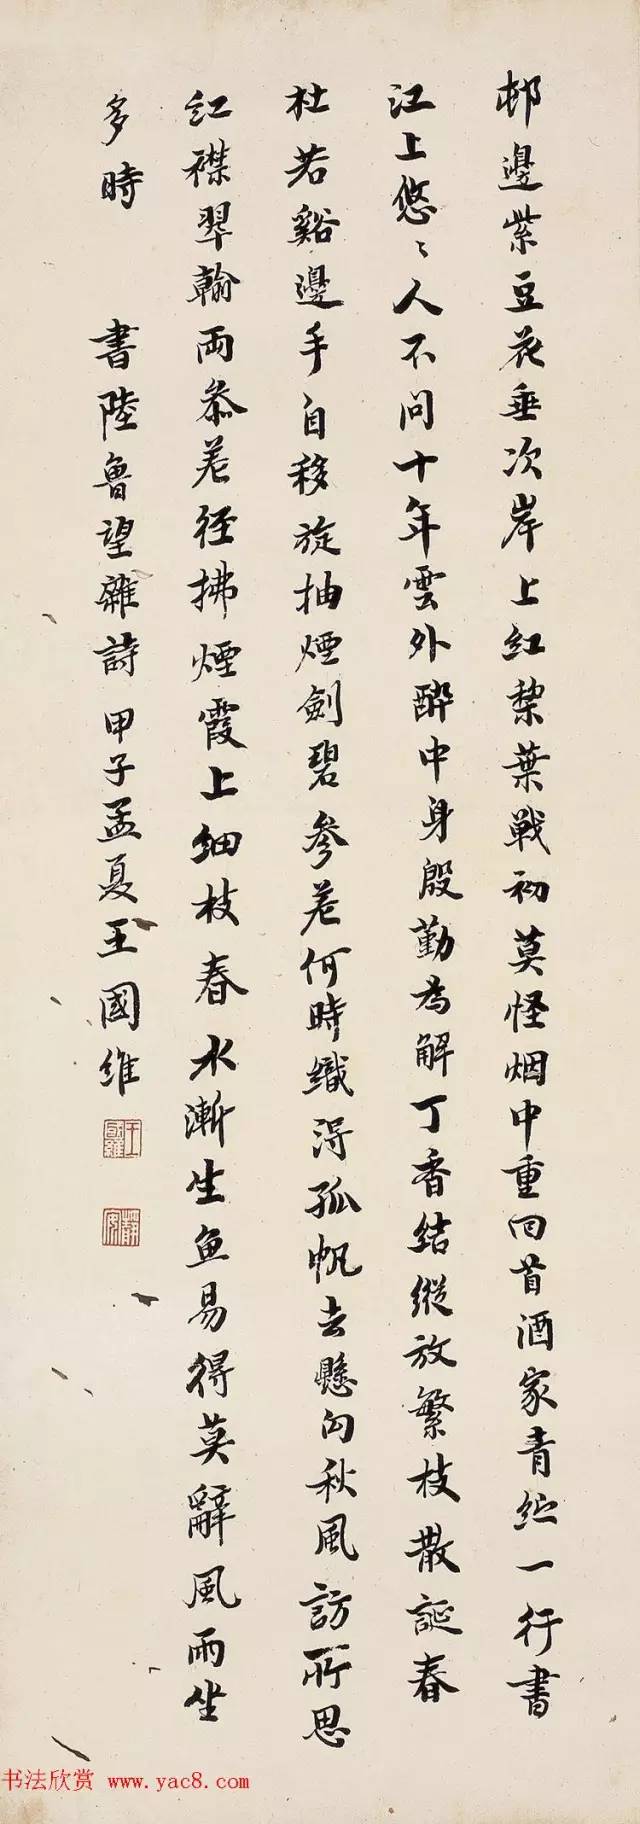 邨邊紫豆花垂次岸上紅棃葉戰初莫怪烟中重回首酒家青紵一行書
江上悠〻人不問十年雲外醉中身殷勤為解丁香結縱放繁枝散誕春
杜若谿邊手自移旋抽煙劍碧參差何時織得孤帆去懸向秋風訪所思
紅襟翠翰兩參差徑拂煙霞上細枝春水漸生魚易得莫辭風雨坐
多時
書陸魯望雜詩甲子孟夏王國維
王國維
靜安
书法欣赏 www.yac8.com